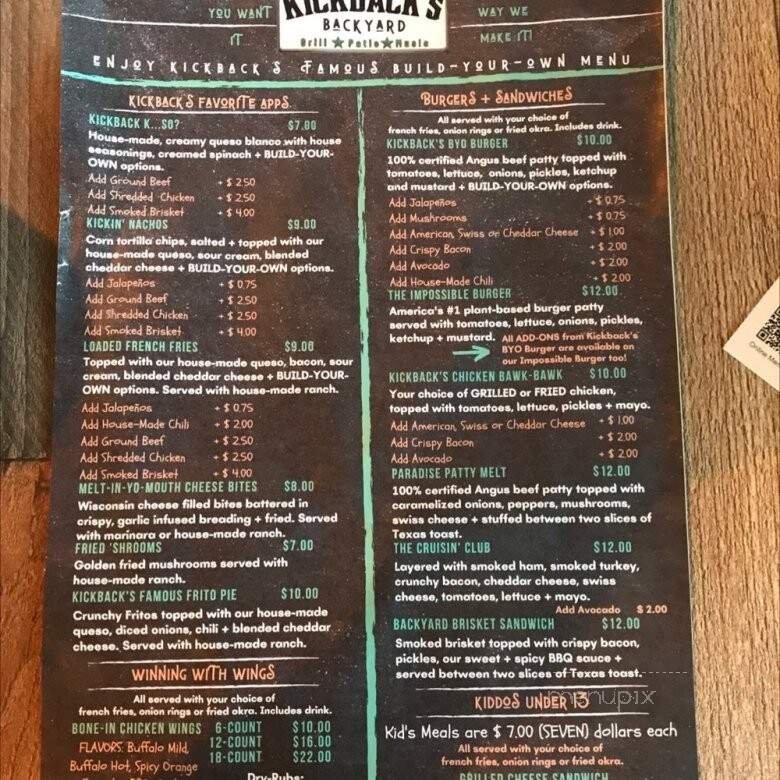 YOU WANT
IT
KICKBACK'S
BACKYARD
Grill ★ Patio ★ Music
WAY WE
MAKE IT!
ENJOY KICKBACK'S FAMOUS BUILD-YOUR-OWN MENU
KICKBACK'S FAVORITE APPS
KICKBACK K...SO? $7.00
House-made, creamy queso blanco with house
seasonings, creamed spinach + BUILD-YOUR-
OWN options.
Add Ground Beef + $ 2.50
Add Shredded Chicken + $ 2.50
Add Smoked Brisket + $ 4.00
KICKIN' NACHOS $9.00
Corn tortilla chips, salted + topped with our
house-made queso, sour cream, blended
cheddar cheese + BUILD-YOUR-OWN options.
Add Jalapeños + $ 0.75
Add Ground Beef + $ 2.50
Add Shredded Chicken + $ 2.50
Add Smoked Brisket + $ 4.00
LOADED FRENCH FRIES $9.00
Topped with our house-made queso, bacon, sour
cream, blended cheddar cheese + BUILD-YOUR-
OWN options. Served with house-made ranch.
Add Jalapeños + $ 0.75
Add House-Made Chili + $ 2.00
Add Ground Beef + $ 2.50
Add Shredded Chicken + $ 2.50
Add Smoked Brisket + $ 4.00
MELT-IN-YO-MOUTH CHEESE BITES $8.00
Wisconsin cheese filled bites battered in
crispy, garlic infused breading + fried. Served
with marinara or house-made ranch.
FRIED 'SHROOMS $7.00
Golden fried mushrooms served with
house-made ranch.
KICKBACK'S FAMOUS FRITO PIE $10.00
Crunchy Fritos topped with our house-made
queso, diced onions, chili + blended cheddar
cheese. Served with house-made ranch.
WINNING WITH WINGS
All served with your choice of
french fries, onion rings or fried okra. Includes drink.
BONE-IN CHICKEN WINGS 6-COUNT $10.00
12-COUNT $16.00
18-COUNT $22.00
FLAVORS: Buffalo Mild,
Buffalo Hot, Spicy Orange
Dry-Rubs:
BURGERS + SANDWICHES
All served with your choice of
french fries, onion rings or fried okra. Includes drink.
KICKBACK'S BYO BURGER $10.00
100% certified Angus beef patty topped with
tomatoes, lettuce, onions, pickles, ketchup
and mustard + BUILD-YOUR-OWN options.
Add Jalapeños + $ 0.75
Add Mushrooms + $ 0.75
Add American, Swiss or Cheddar Cheese + $ 1.00
Add Crispy Bacon + $ 2.00
Add Avocado + $ 2.00
Add House-Made Chili + $ 2.00
THE IMPOSSIBLE BURGER $12.00
America's #1 plant-based burger patty
served with tomatoes, lettuce, onions, pickles,
ketchup + mustard. All ADD-ONS from Kickback's
BYO Burger are available on
our Impossible Burger too!
KICKBACK'S CHICKEN BAWK-BAWK $10.00
Your choice of GRILLED or FRIED chicken,
topped with tomatoes, lettuce, pickles + mayo.
Add American, Swiss or Cheddar Cheese + $ 1.00
Add Crispy Bacon + $ 2.00
Add Avocado + $ 2.00
PARADISE PATTY MELT $12.00
100% certified Angus beef patty topped with
caramelized onions, peppers, mushrooms,
swiss cheese + stuffed between two slices of
Texas toast.
THE CRUISIN' CLUB $12.00
Layered with smoked ham, smoked turkey,
crunchy bacon, cheddar cheese, swiss
cheese, tomatoes, lettuce + mayo.
Add Avocado $ 2.00
BACKYARD BRISKET SANDWICH $12.00
Smoked brisket topped with crispy bacon,
pickles, our sweet + spicy BBQ sauce +
served between two slices of Texas toast.
menupix
KIDDOS UNDER 13
Kid's Meals are $ 7.00 (SEVEN) dollars each
All served with your choice of
french fries, onion rings or fried okra.
GRILLED CHEESE SANDWICH
Online